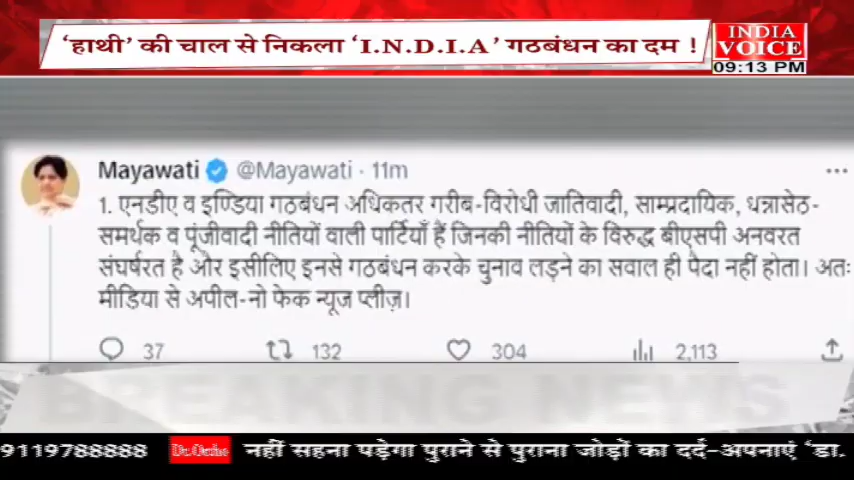 'हाथी' की चाल से निकला 'I.N.D.I.A' गठबंधन का दम !
INDIA
VOICE
09:13 PM
Mayawati @Mayawati · 11m
1. एनडीए व इण्डिया गठबंधन अधिकतर गरीब-विरोधी जातिवादी, साम्प्रदायिक, धन्नासेठ-
समर्थक व पूंजीवादी नीतियों वाली पार्टियाँ हैं जिनकी नीतियों के विरुद्ध बीएसपी अनवरत
संघर्षरत है और इसीलिए इनसे गठबंधन करके चुनाव लड़ने का सवाल ही पैदा नहीं होता। अतः
मीडिया से अपील-नो फेक न्यूज प्लीज़।
37 132 304 2,113
BREAKING NEWS
9119788888 Dr. Ortho नहीं सहना पड़ेगा पुराने से पुराना जोड़ों का दर्द-अपनाएं 'डा.